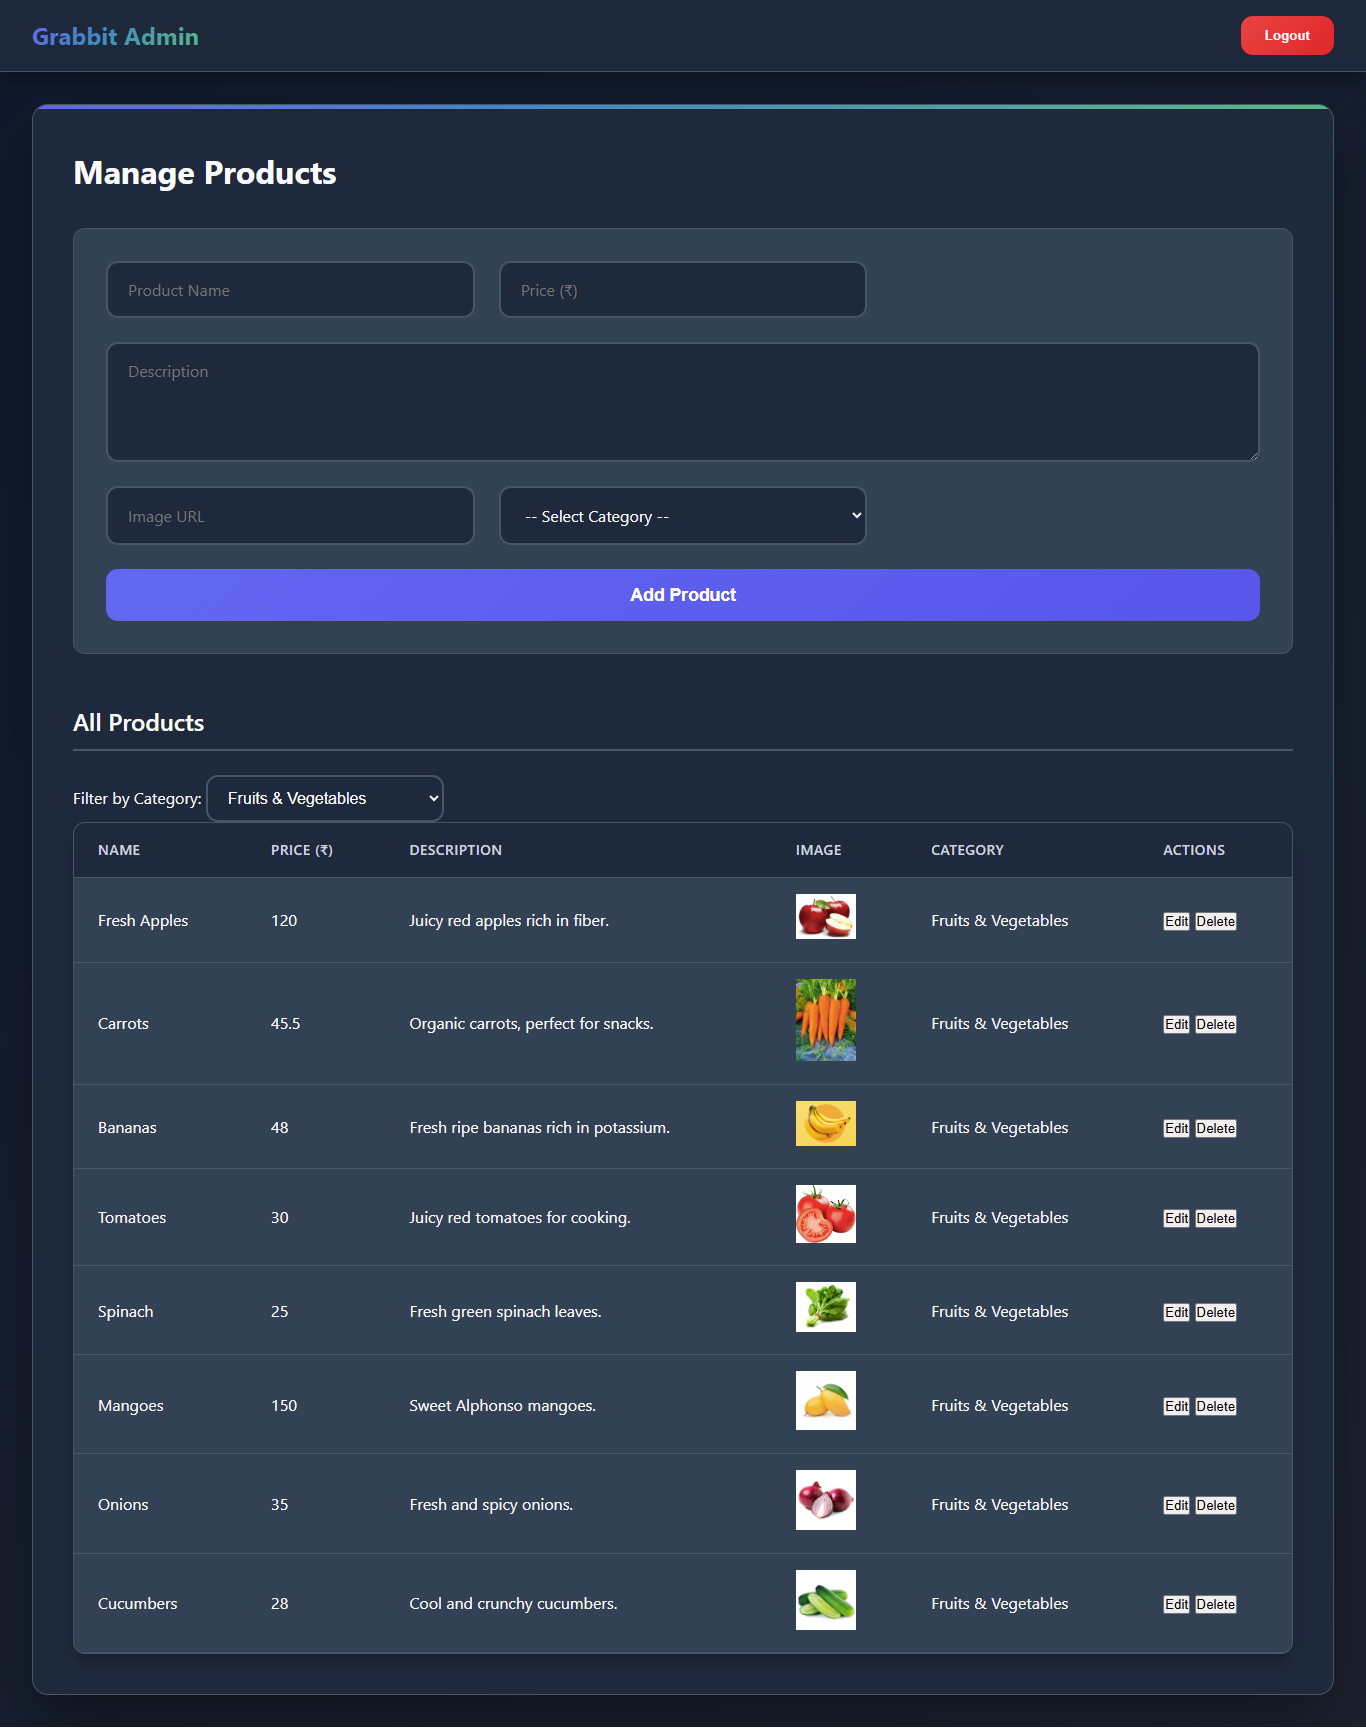 Grabbit Admin
Logout
Manage Products
Product Name
Price (₹)
Description
Image URL
-- Select Category --
Add Product
All Products
Filter by Category: Fruits & Vegetables
NAME PRICE (₹) DESCRIPTION IMAGE CATEGORY ACTIONS
Fresh Apples 120 Juicy red apples rich in fiber. Fruits & Vegetables Edit Delete
Carrots 45.5 Organic carrots, perfect for snacks. Fruits & Vegetables Edit Delete
Bananas 48 Fresh ripe bananas rich in potassium. Fruits & Vegetables Edit Delete
Tomatoes 30 Juicy red tomatoes for cooking. Fruits & Vegetables Edit Delete
Spinach 25 Fresh green spinach leaves. Fruits & Vegetables Edit Delete
Mangoes 150 Sweet Alphonso mangoes. Fruits & Vegetables Edit Delete
Onions 35 Fresh and spicy onions. Fruits & Vegetables Edit Delete
Cucumbers 28 Cool and crunchy cucumbers. Fruits & Vegetables Edit Delete